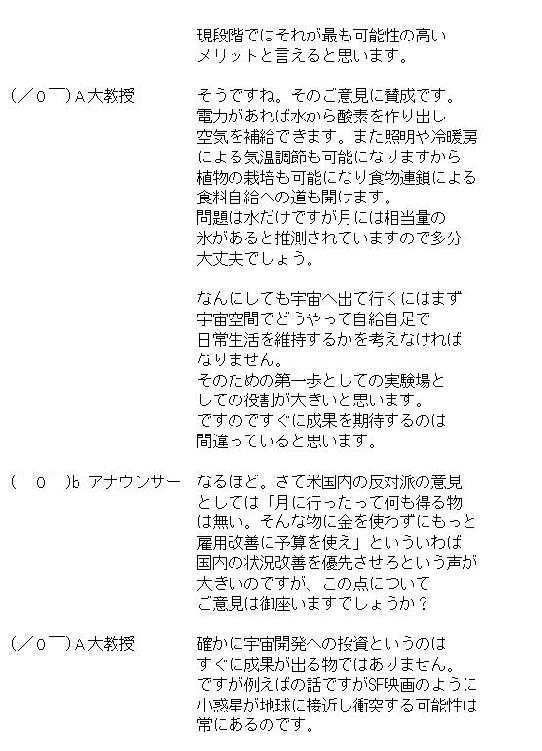 現段階でにそれが最も可能性の高い
メリットと言えると思います。
(／０￣)Ａ大教授　そうですね。そのご意見に賛成です。
電力があれば水から酸素を作り出し
空気を補給できます。また照明や冷暖房
による気温調節も可能になりますから
植物の栽培も可能になり食物連鎖による
食料自給への道も開けます。
問題は水だけですが月には相当量の
氷があると推測されていますので多分
大丈夫でしょう。
なんにしても宇宙へ出て行くにはまず
宇宙空間でどうやって自給自足で
日常生活を維持するかを考えなければ
なりません。
そのための第一歩としての実験場と
しての役割が大きいと思います。
ですのですぐに成果を期待するのは
間違っていると思います。
(　０　)b アナウンサー　なるほど。さて米国内の反対派の意見
としては「月に行ったって何も得る物
は無い。そんな物に金を使わずにもっと
雇用改善に予算を使え」といういわば
国内の状況改善を優先させろという声が
大きいのですが、この点について
ご意見は御座いますでしょうか？
(／０￣)Ａ大教授　確かに宇宙開発への投資というのは
すぐに成果が出る物ではありません。
ですが例えばの話ですがSF映画のように
小惑星が地球に接近し衝突する可能性は
常にあるのです。